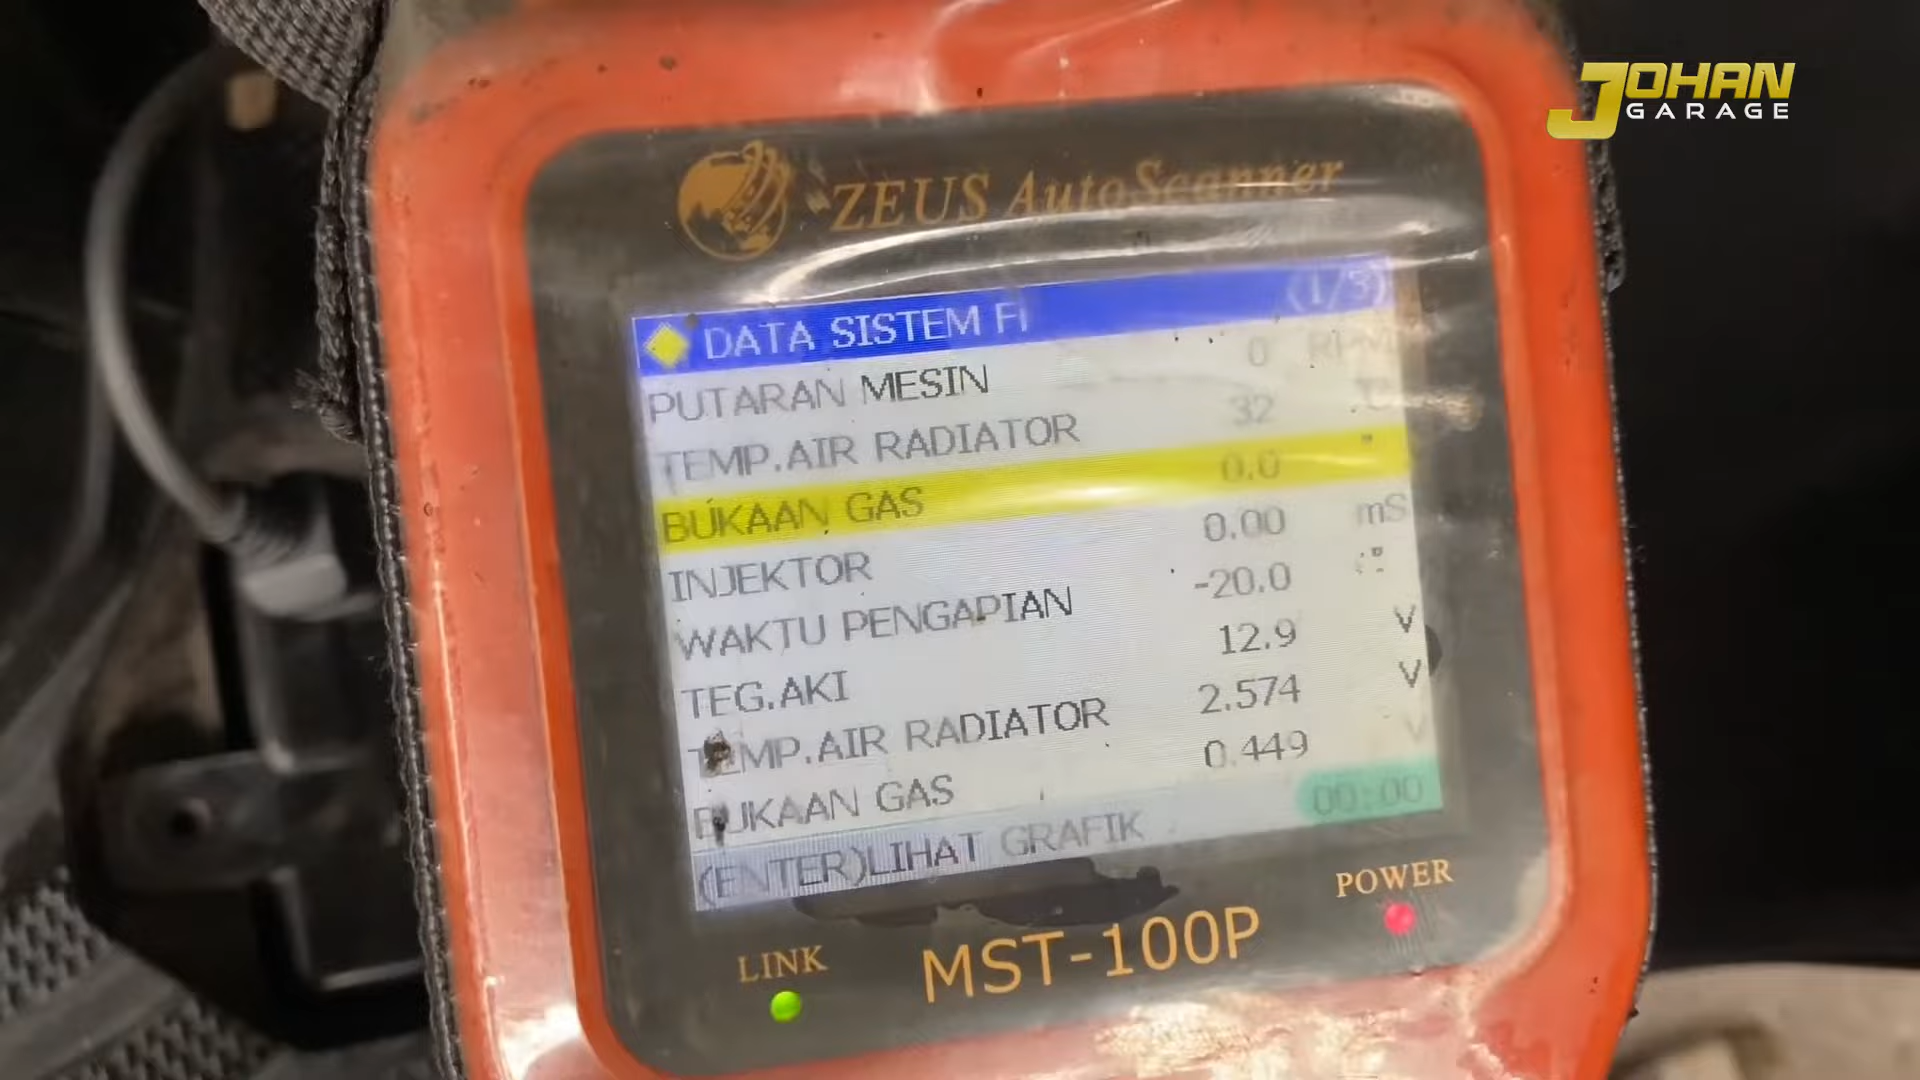 JOHAN
GARAGE
ZEUS AutoScanner
DATA SISTEM FI (1/3)
PUTARAN MESIN 0 RPM
TEMP.AIR RADIATOR 32 °C
BUKAAN GAS 0.0 °
INJEKTOR 0.00 mS
WAKTU PENGAPIAN -20.0 °
TEG.AKI 12.9 V
TEMP.AIR RADIATOR 2.574 V
BUKAAN GAS 0.449 V
(ENTER)LIHAT GRAFIK 00:00
POWER
LINK
MST-100P